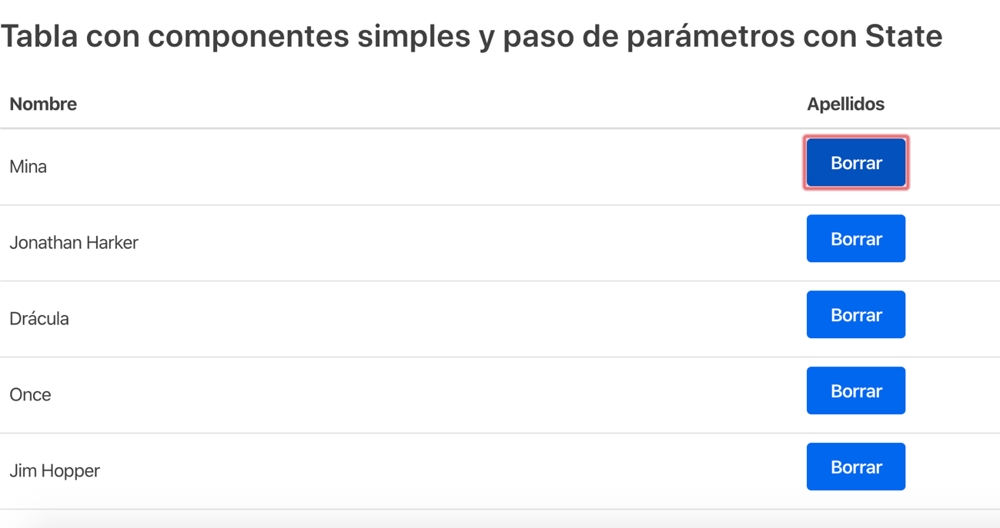 Tabla con componentes simples y paso de parámetros con State
Nombre Apellidos
Mina Borrar
Jonathan Harker Borrar
Drácula Borrar
Once Borrar
Jim Hopper Borrar